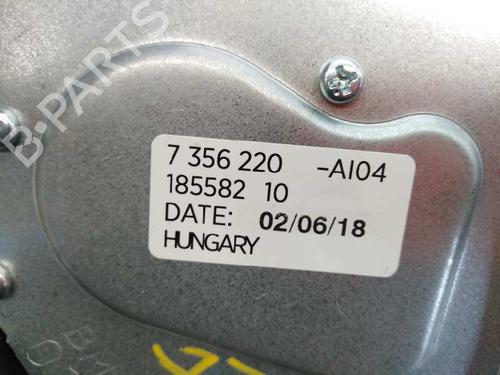 B-PARTS
7 356 220 -AI04
185582 10
DATE: 02/06/18
HUNGARY